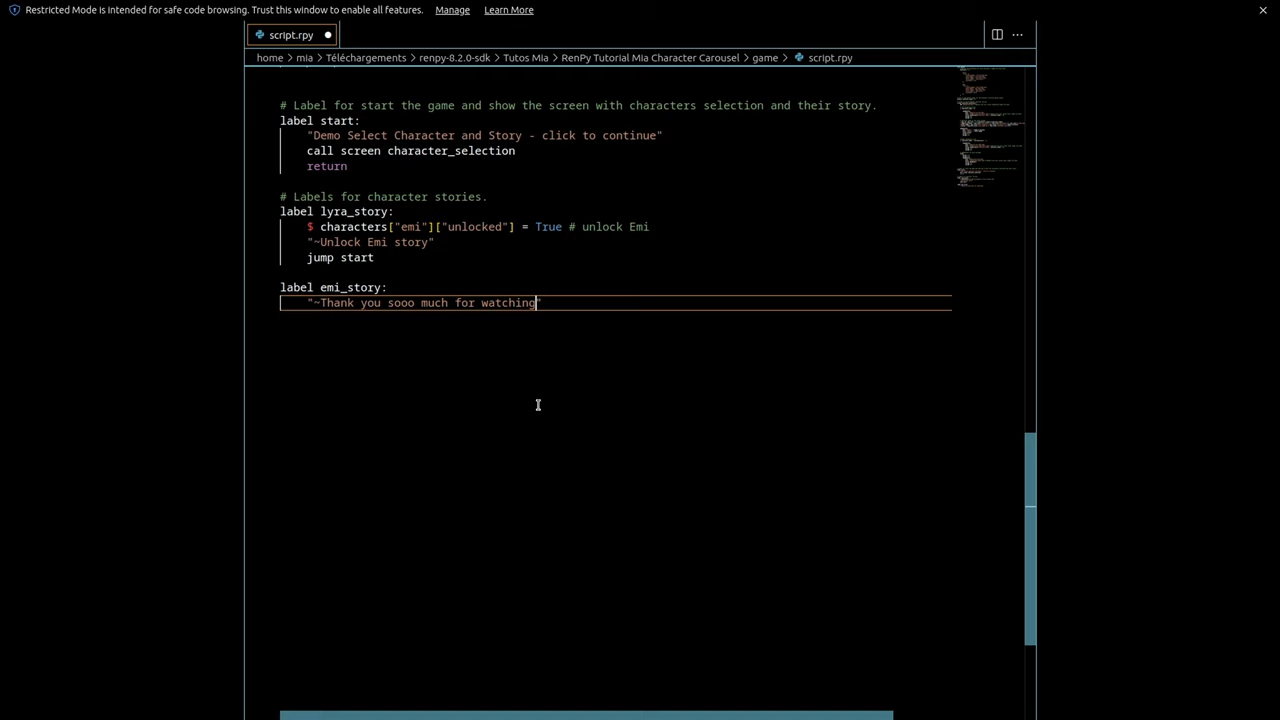 Restricted Mode is intended for safe code browsing. Trust this window to enable all features. Manage Learn More
script.rpy
home > mia > Téléchargements > renpy-8.2.0-sdk > Tutos Mia > RenPy Tutorial Mia Character Carousel > game > script.rpy
# Label for start the game and show the screen with characters selection and their story.
label start:
"Demo Select Character and Story - click to continue"
call screen character_selection
return
# Labels for character stories.
label lyra_story:
$ characters["emi"]["unlocked"] = True # unlock Emi
"~Unlock Emi story"
jump start
label emi_story:
"~Thank you sooo much for watching"